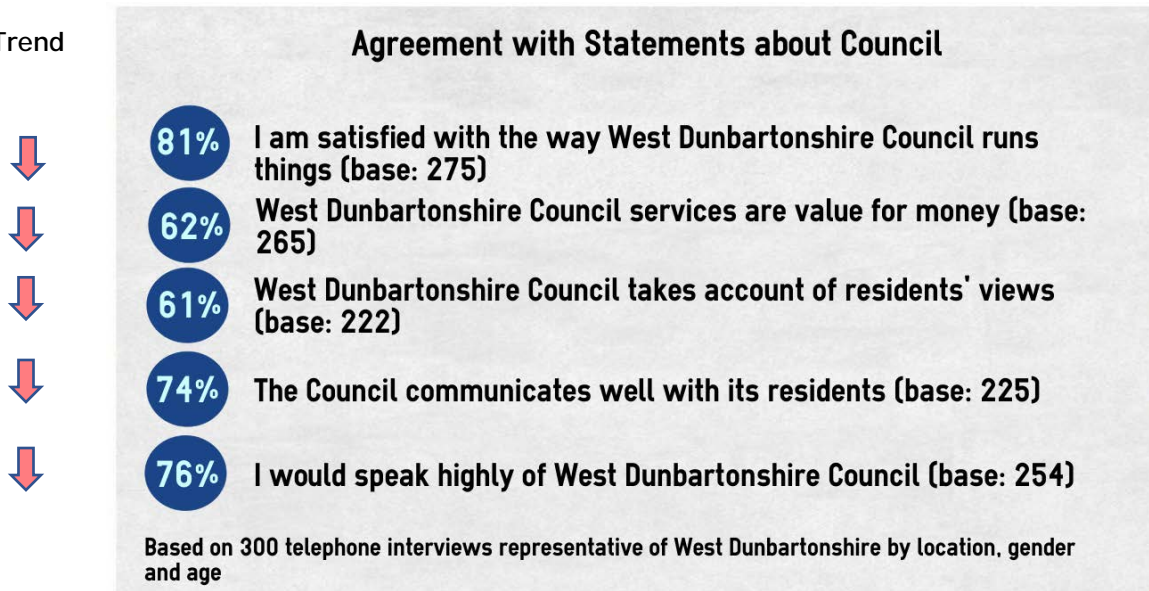 Trend
Agreement with Statements about Council
81%
I am satisfied with the way West Dunbartonshire Council runs
things (base: 275)
62%
West Dunbartonshire Council services are value for money (base:
265)
61%
West Dunbartonshire Council takes account of residents' views
(base: 222)
74%
The Council communicates well with its residents (base: 225)
76%
I would speak highly of West Dunbartonshire Council (base: 254)
Based on 300 telephone interviews representative of West Dunbartonshire by location, gender
and age